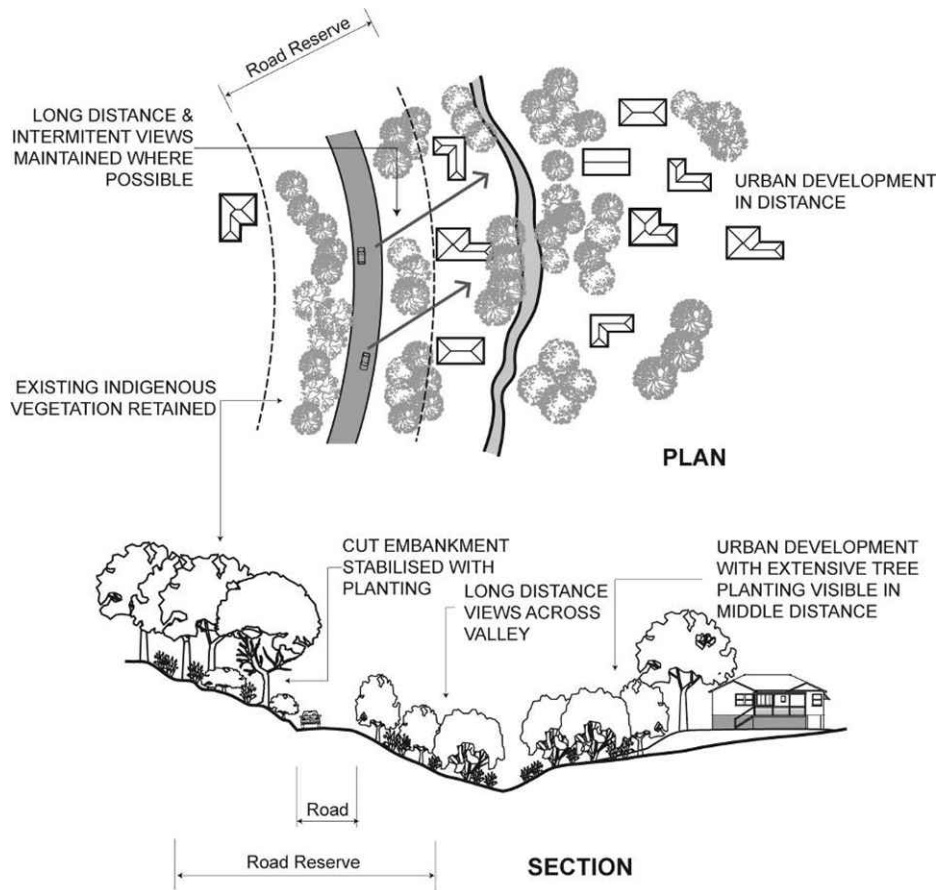 Road Reserve
LONG DISTANCE &
INTERMITENT VIEWS
MAINTAINED WHERE
POSSIBLE
URBAN DEVELOPMENT
IN DISTANCE
EXISTING INDIGENOUS
VEGETATION RETAINED
PLAN
CUT EMBANKMENT
STABILISED WITH
PLANTING
LONG DISTANCE
VIEWS ACROSS
VALLEY
URBAN DEVELOPMENT
WITH EXTENSIVE TREE
PLANTING VISIBLE IN
MIDDLE DISTANCE
Road
Road Reserve
SECTION